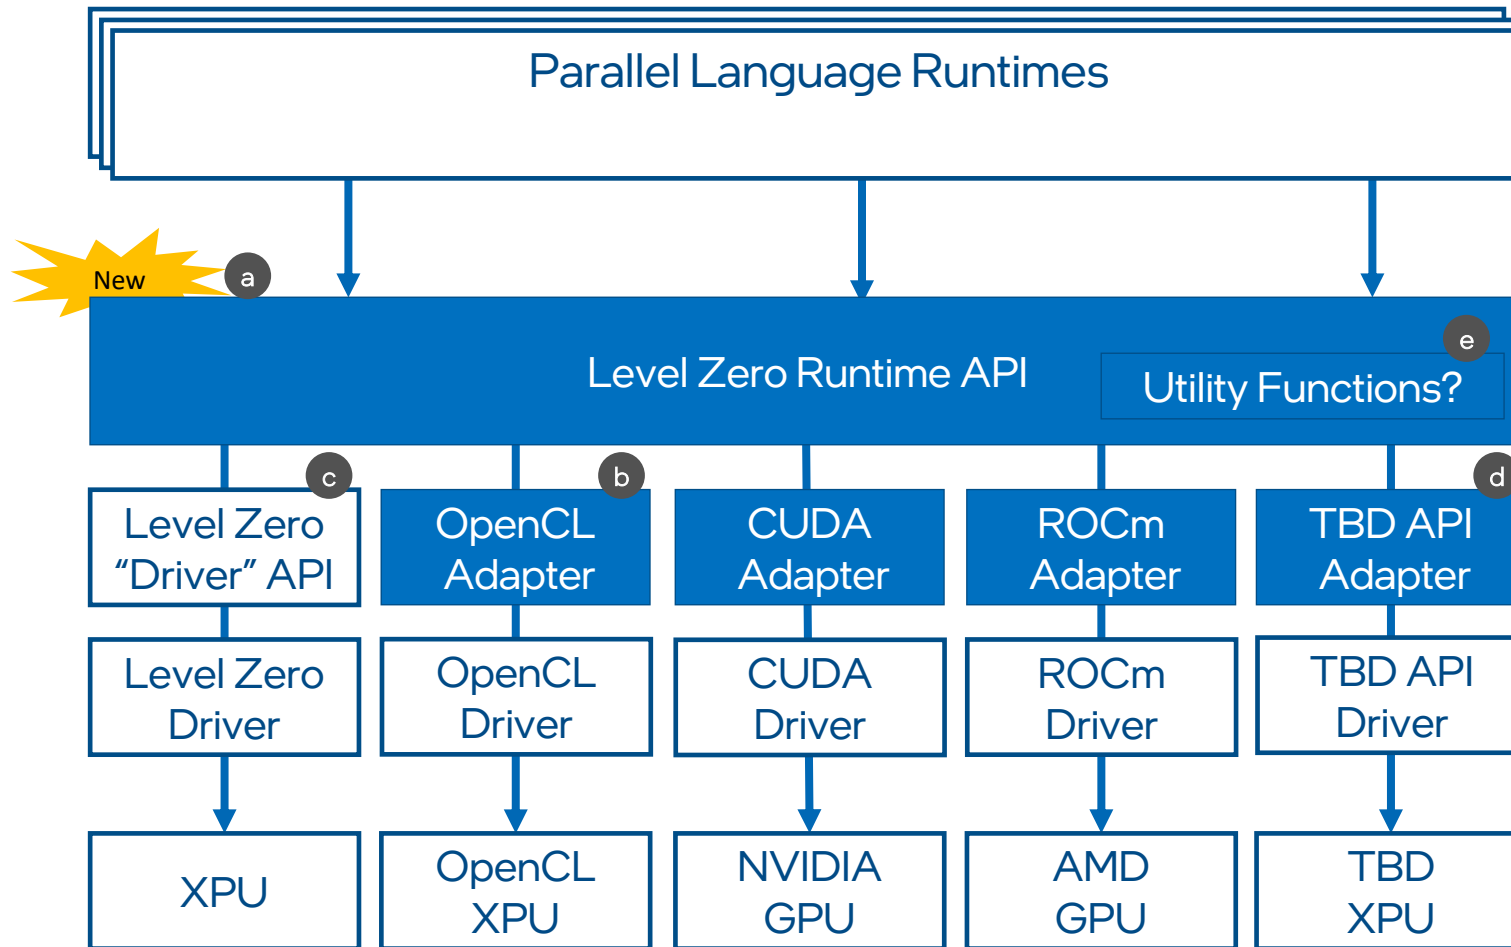 Parallel Language Runtimes
New
a
Level Zero Runtime API
e
Utility Functions?
c
b
d
Level Zero
“Driver” API
OpenCL
Adapter
CUDA
Adapter
ROCm
Adapter
TBD API
Adapter
Level Zero
Driver
OpenCL
Driver
CUDA
Driver
ROCm
Driver
TBD API
Driver
XPU
OpenCL
XPU
NVIDIA
GPU
AMD
GPU
TBD
XPU